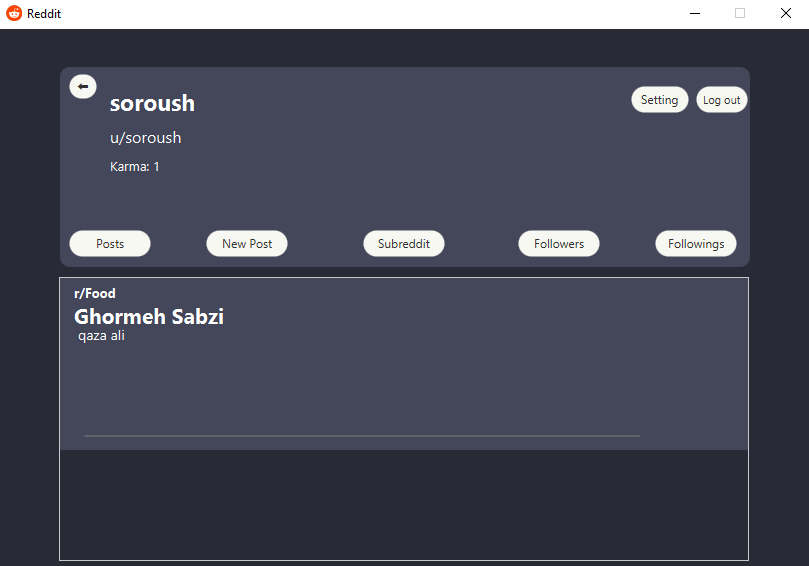 Reddit
⬅
soroush
Setting
Log out
u/soroush
Karma: 1
Posts
New Post
Subreddit
Followers
Followings
r/Food
Ghormeh Sabzi
qaza ali